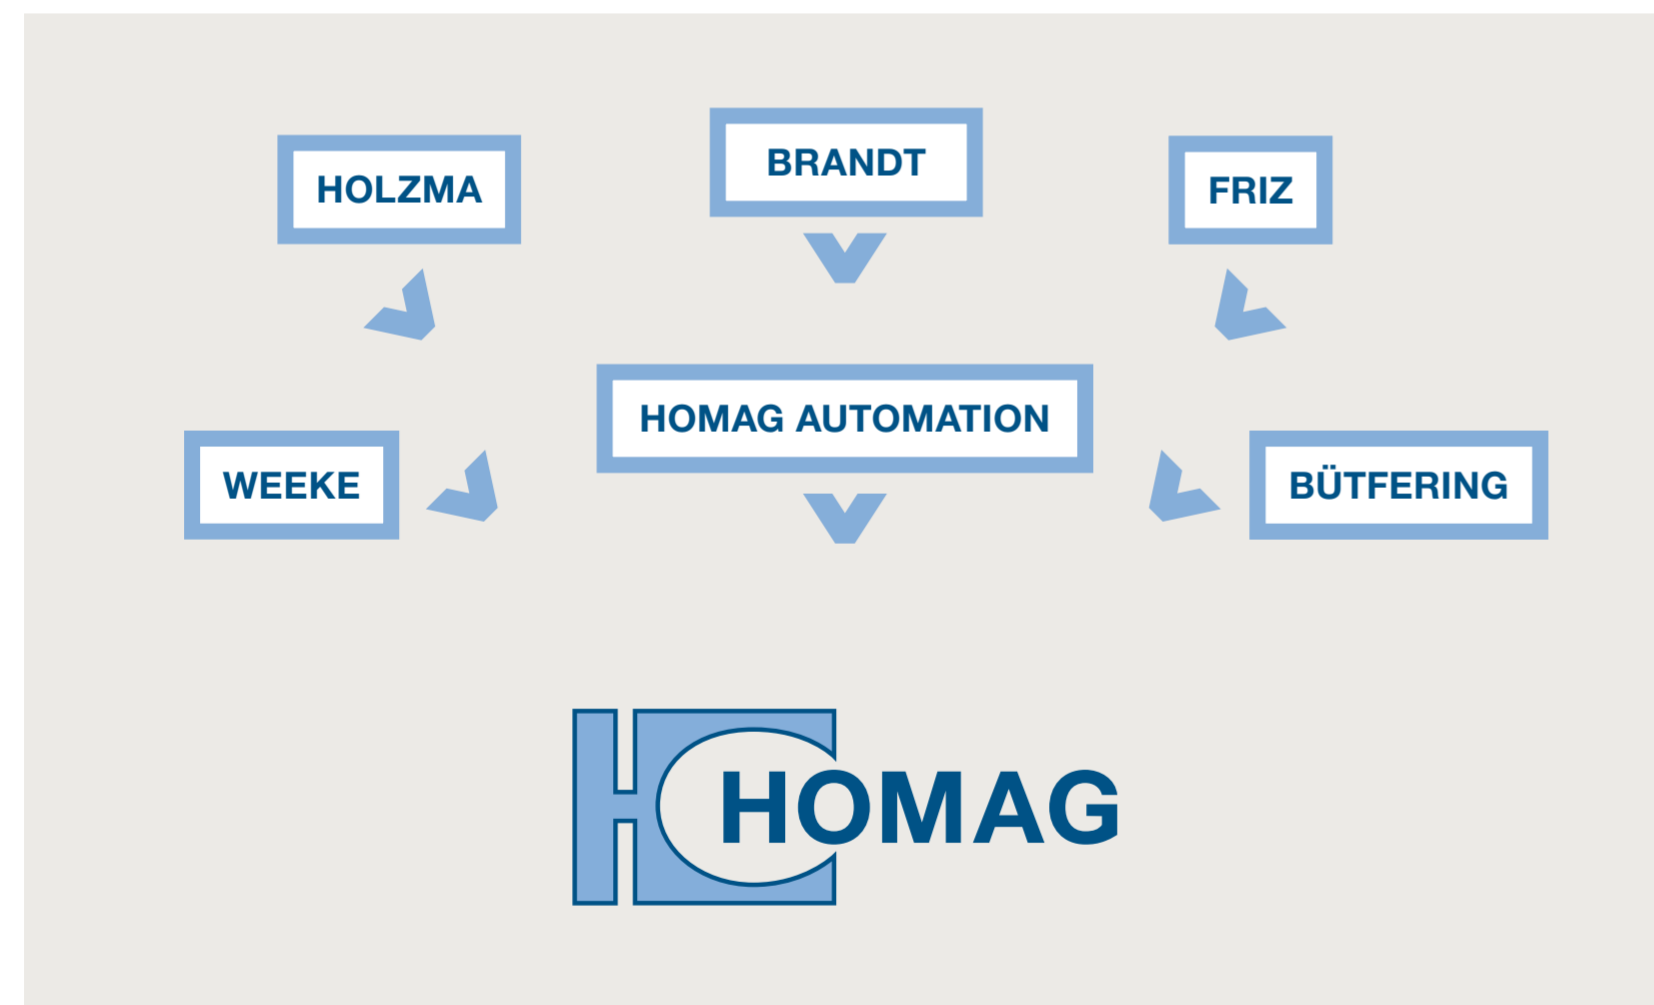 HOLZMA
BRANDT
FRIZ
WEEKE
HOMAG AUTOMATION
BÜTFERING
HOMAG